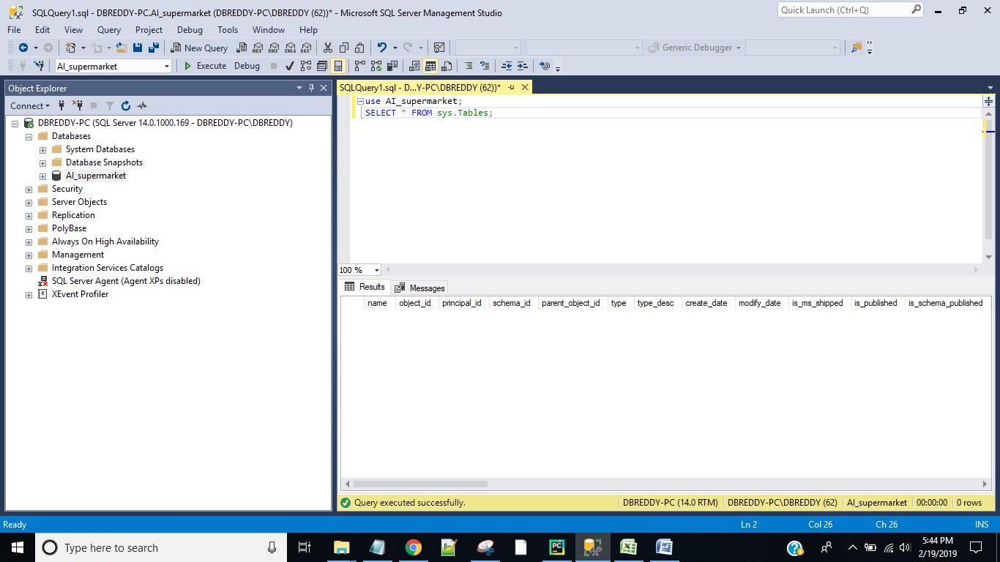 SQLQuery1.sql - DBREDDY-PC.AI_supermarket (DBREDDY-PC\DBREDDY (62))* - Microsoft SQL Server Management Studio
Quick Launch (Ctrl+Q)
File Edit View Query Project Debug Tools Window Help
New Query MDX DMX XMLA DAX Generic Debugger
AI_supermarket Execute Debug
Object Explorer
Connect
DBREDDY-PC (SQL Server 14.0.1000.169 - DBREDDY-PC\DBREDDY)
Databases
System Databases
Database Snapshots
AI_supermarket
Security
Server Objects
Replication
PolyBase
Always On High Availability
Management
Integration Services Catalogs
SQL Server Agent (Agent XPs disabled)
XEvent Profiler
SQLQuery1.sql - D...Y-PC\DBREDDY (62))*
use AI_supermarket;
SELECT * FROM sys.Tables;
100 %
Results Messages
name object_id principal_id schema_id parent_object_id type type_desc create_date modify_date is_ms_shipped is_published is_schema_published
Query executed successfully. DBREDDY-PC (14.0 RTM) DBREDDY-PC\DBREDDY (62) AI_supermarket 00:00:00 0 rows
Ready Ln 2 Col 26 Ch 26 INS
Type here to search
PC
5:44 PM
2/19/2019